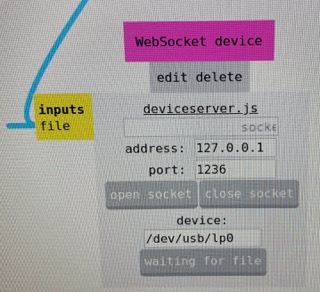 WebSocket device
edit delete
inputs
file
deviceserver.js
address: 127.0.0.1
port: 1236
open socket close socket
device:
/dev/usb/lp0
waiting for file